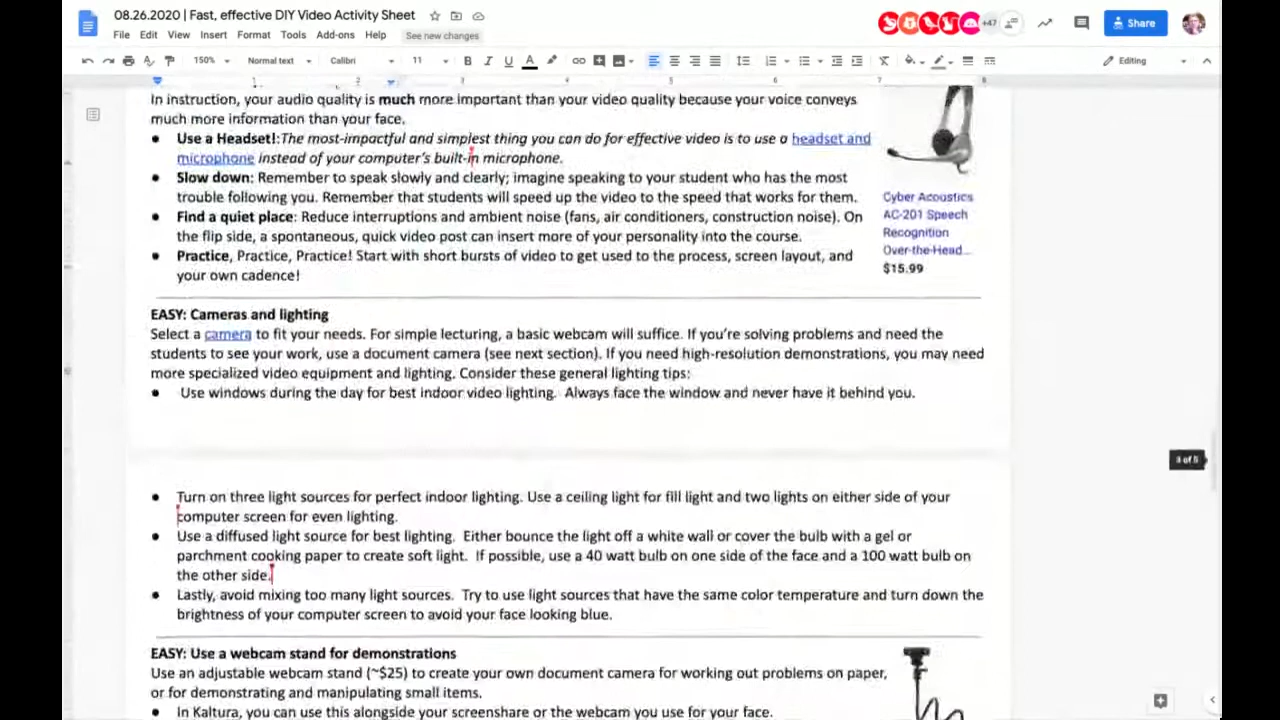 08.26.2020 | Fast, effective DIY Video Activity Sheet
+47
Share
File Edit View Insert Format Tools Add-ons Help See new changes
150% Normal text Calibri 11 B I U A Editing
1 2 3 4 5 6 7 8
In instruction, your audio quality is much more important than your video quality because your voice conveys
much more information than your face.
● Use a Headset!:The most-impactful and simplest thing you can do for effective video is to use a headset and
microphone instead of your computer's built-in microphone.
● Slow down: Remember to speak slowly and clearly; imagine speaking to your student who has the most
trouble following you. Remember that students will speed up the video to the speed that works for them.
● Find a quiet place: Reduce interruptions and ambient noise (fans, air conditioners, construction noise). On
the flip side, a spontaneous, quick video post can insert more of your personality into the course.
● Practice, Practice, Practice! Start with short bursts of video to get used to the process, screen layout, and
your own cadence!
Cyber Acoustics
AC-201 Speech
Recognition
Over-the-Head...
$15.99
EASY: Cameras and lighting
Select a camera to fit your needs. For simple lecturing, a basic webcam will suffice. If you're solving problems and need the
students to see your work, use a document camera (see next section). If you need high-resolution demonstrations, you may need
more specialized video equipment and lighting. Consider these general lighting tips:
● Use windows during the day for best indoor video lighting. Always face the window and never have it behind you.
3 of 5
● Turn on three light sources for perfect indoor lighting. Use a ceiling light for fill light and two lights on either side of your
computer screen for even lighting.
● Use a diffused light source for best lighting. Either bounce the light off a white wall or cover the bulb with a gel or
parchment cooking paper to create soft light. If possible, use a 40 watt bulb on one side of the face and a 100 watt bulb on
the other side.
● Lastly, avoid mixing too many light sources. Try to use light sources that have the same color temperature and turn down the
brightness of your computer screen to avoid your face looking blue.
EASY: Use a webcam stand for demonstrations
Use an adjustable webcam stand (~$25) to create your own document camera for working out problems on paper,
or for demonstrating and manipulating small items.
● In Kaltura, you can use this alongside your screenshare or the webcam you use for your face.